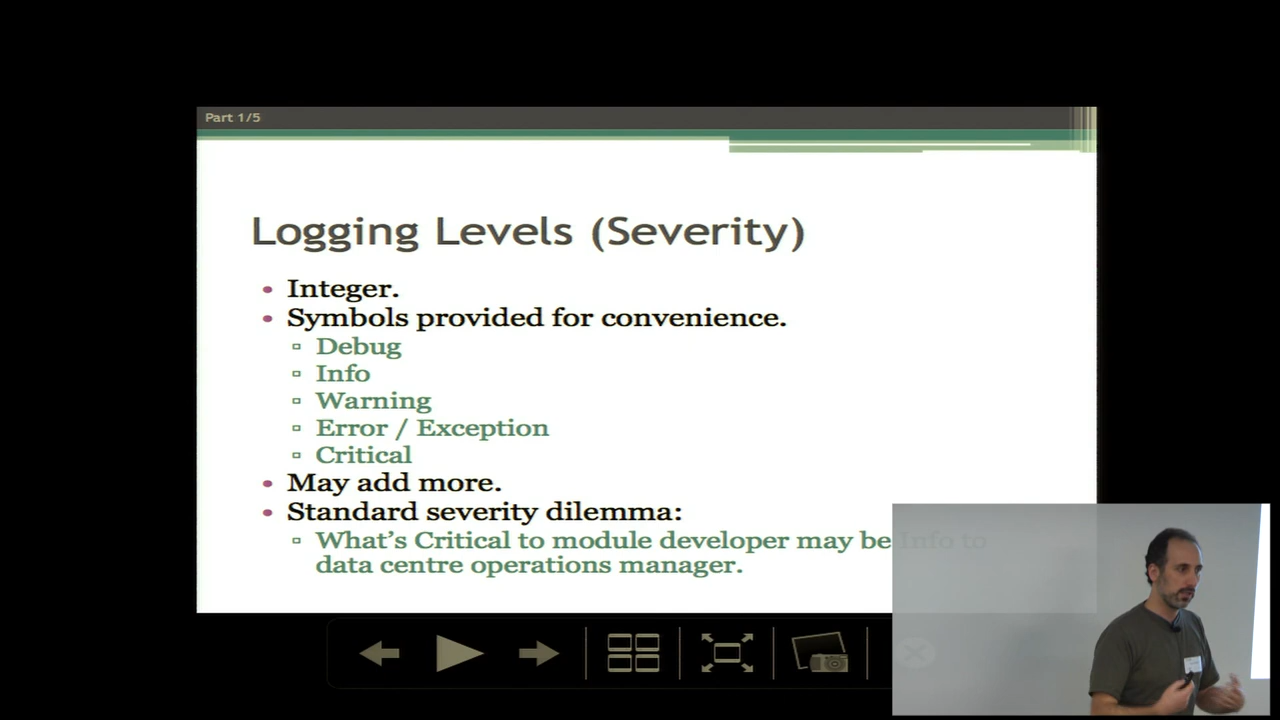 Part 1/5
Logging Levels (Severity)
• Integer.
• Symbols provided for convenience.
▫ Debug
▫ Info
▫ Warning
▫ Error / Exception
▫ Critical
• May add more.
• Standard severity dilemma:
▫ What's Critical to module developer may be Info to
data centre operations manager.